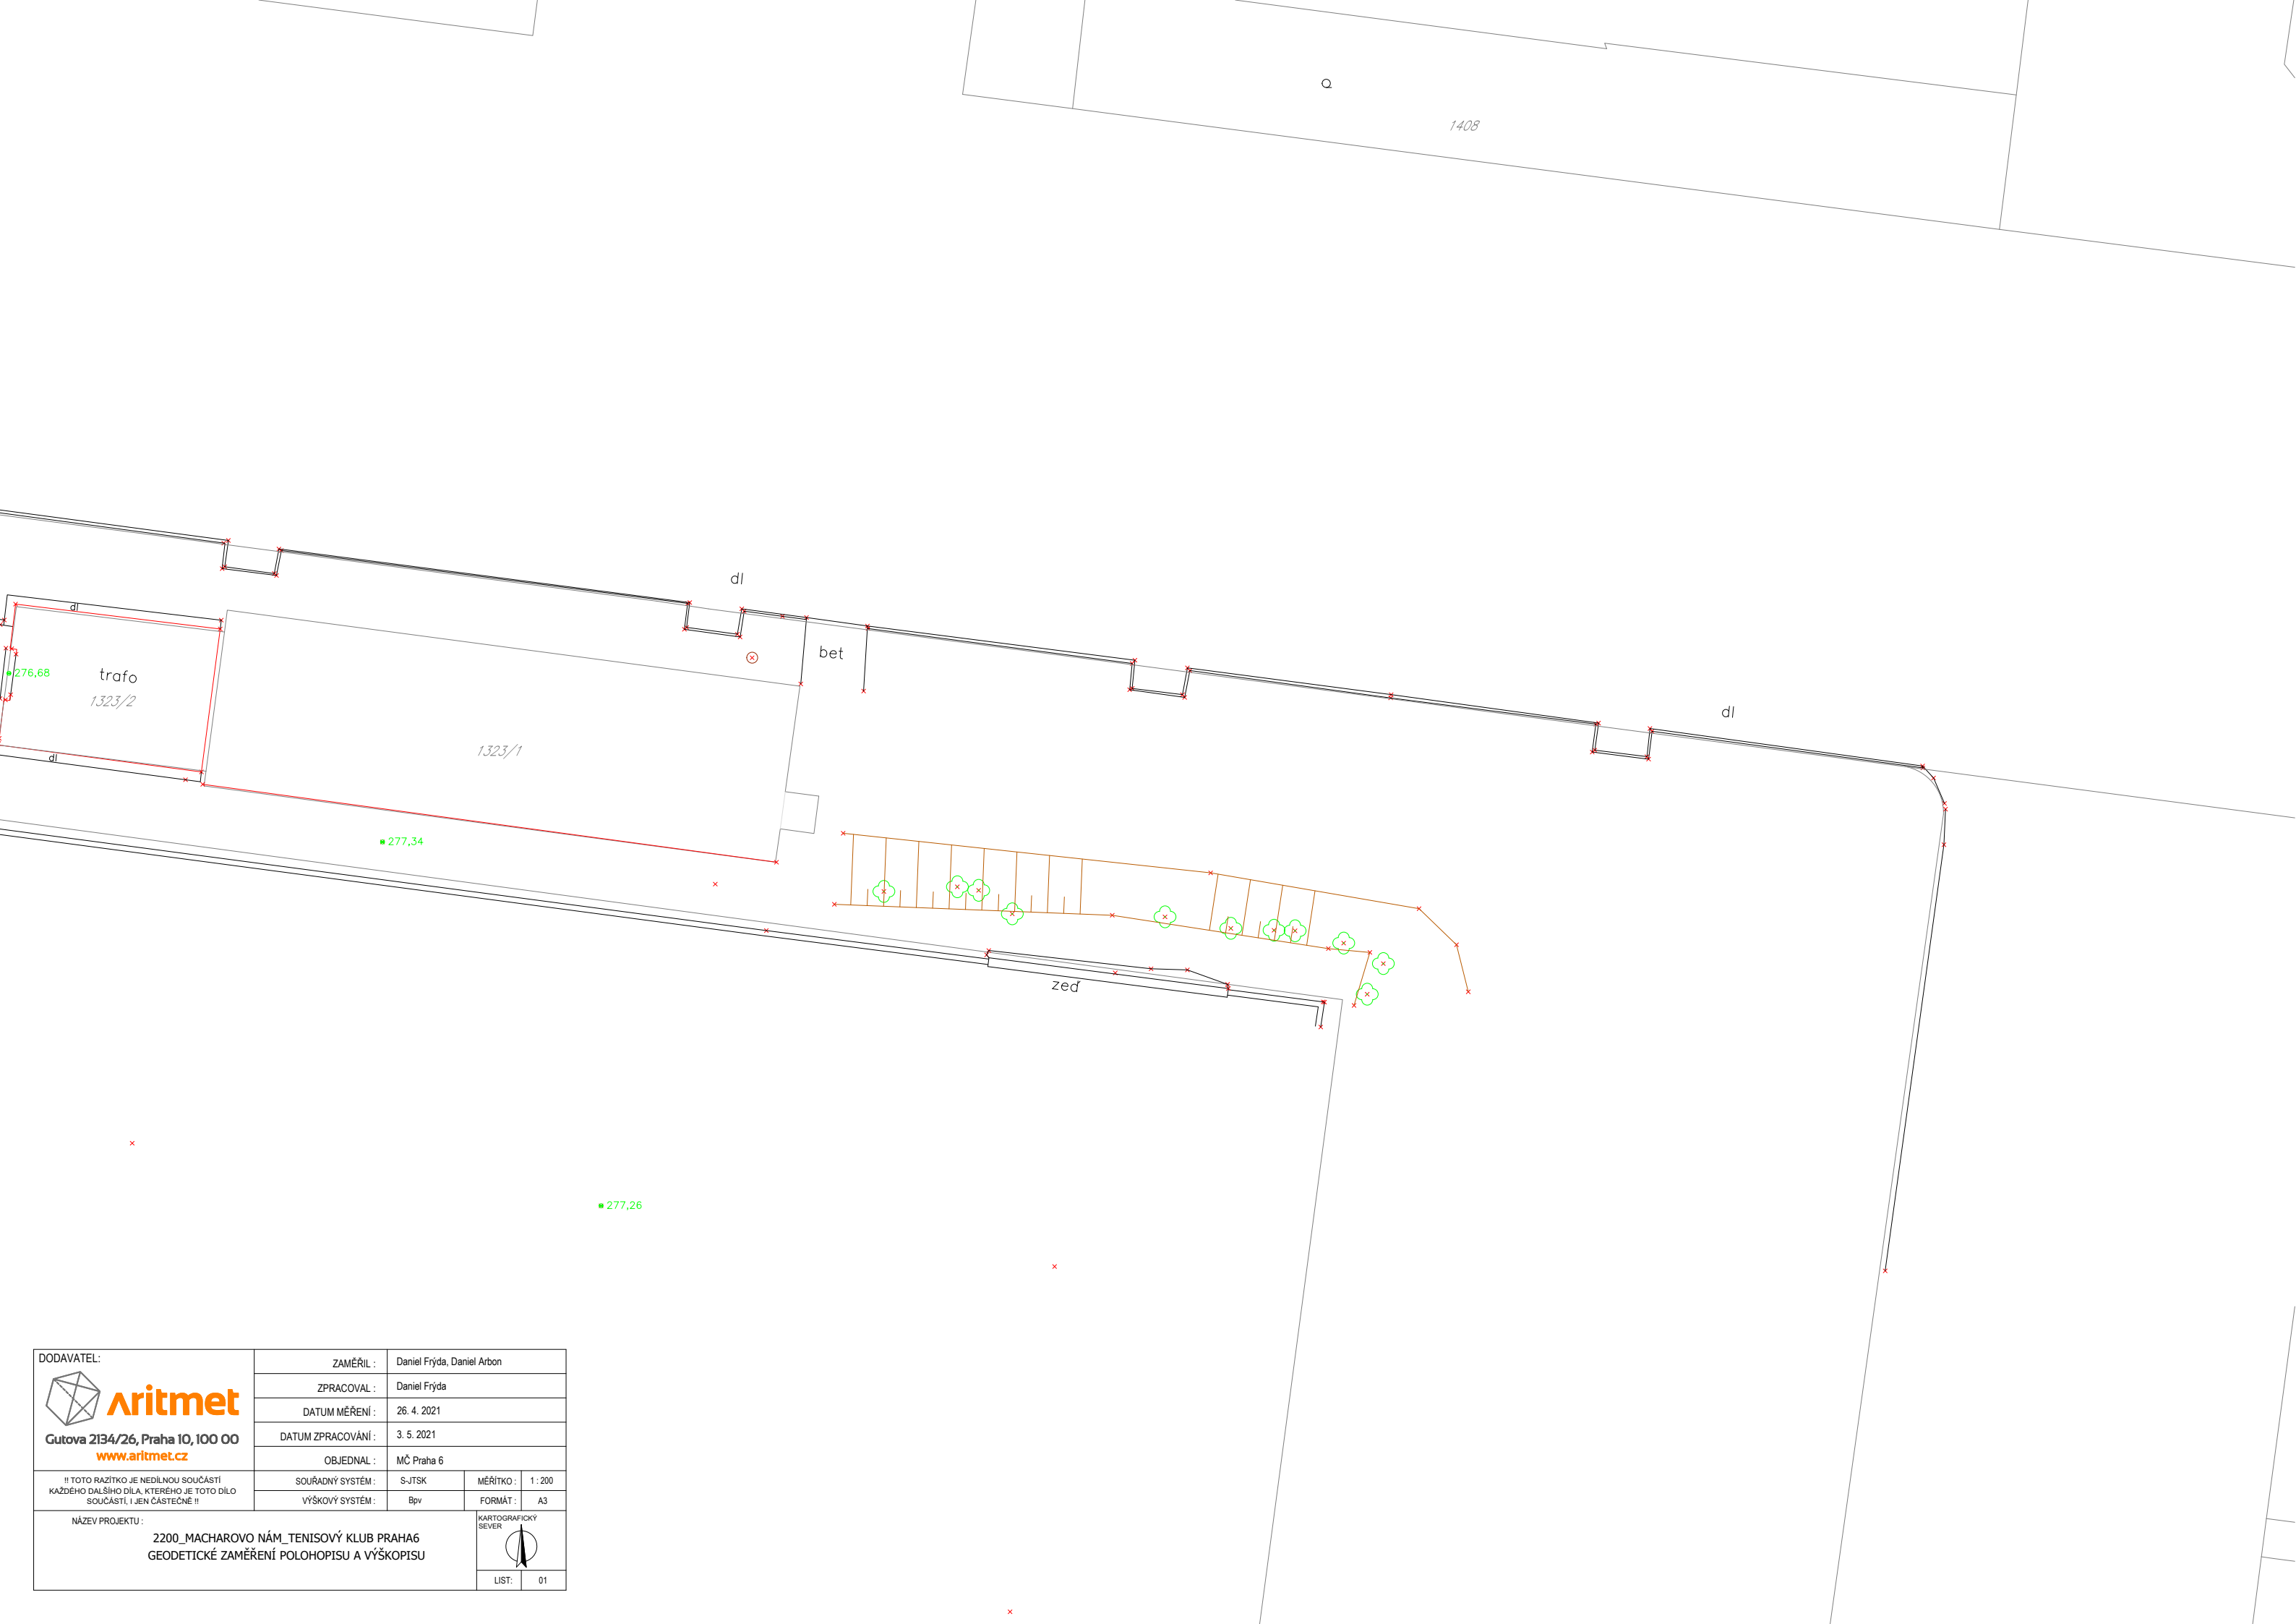 Q
1408
dl
dl
bet
trafo
276,68
1323/2
dl
1323/1
dl
dl
277,34
zeď
277,26
DODAVATEL:
Aritmet
Gutova 2134/26, Praha 10, 100 00
www.aritmet.cz
ZAMĚŘIL : Daniel Frýda, Daniel Arbon
ZPRACOVAL : Daniel Frýda
DATUM MĚŘENÍ : 26. 4. 2021
DATUM ZPRACOVÁNÍ : 3. 5. 2021
OBJEDNAL : MČ Praha 6
!! TOTO RAZÍTKO JE NEDÍLNOU SOUČÁSTÍ
KAŽDÉHO DALŠÍHO DÍLA, KTERÉHO JE TOTO DÍLO
SOUČÁSTÍ, I JEN ČÁSTEČNĚ !!
SOUŘADNÝ SYSTÉM : S-JTSK MĚŘÍTKO : 1 : 200
VÝŠKOVÝ SYSTÉM : Bpv FORMÁT : A3
NÁZEV PROJEKTU :
2200_MACHAROVO NÁM_TENISOVÝ KLUB PRAHA6
GEODETICKÉ ZAMĚŘENÍ POLOHOPISU A VÝŠKOPISU
KARTOGRAFICKÝ
SEVER
LIST: 01